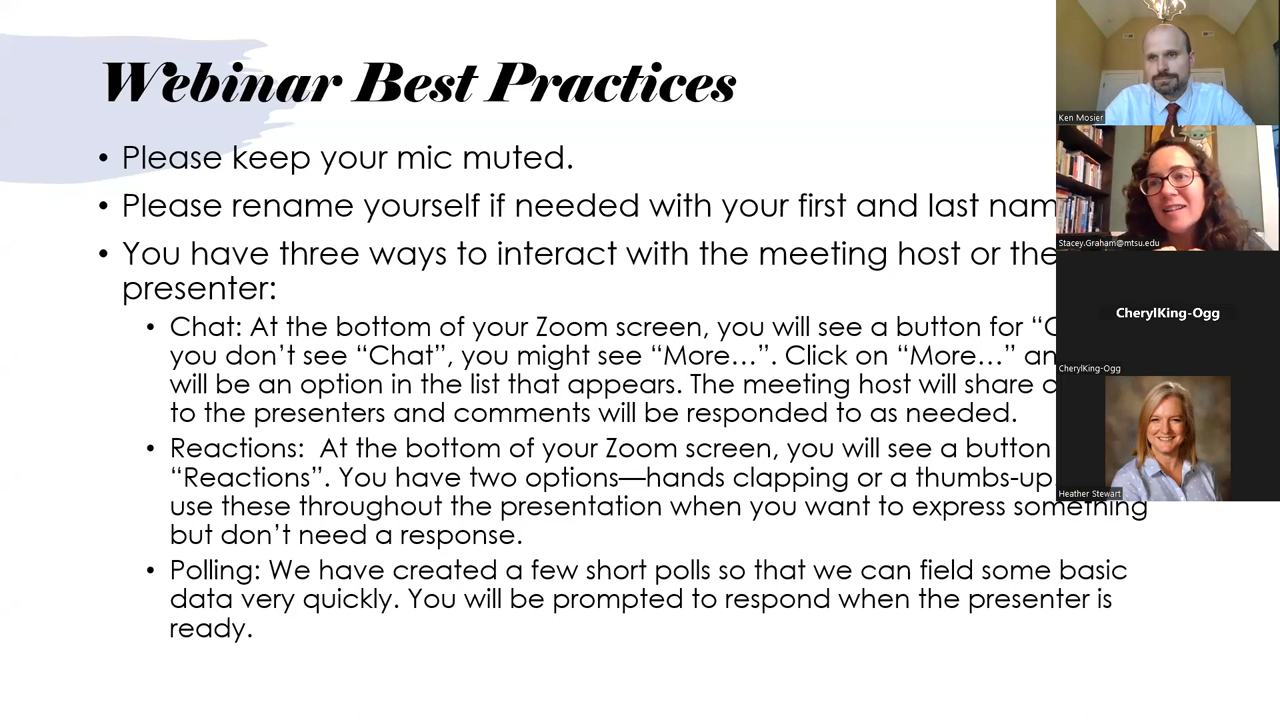 Webinar Best Practices
• Please keep your mic muted.
• Please rename yourself if needed with your first and last nam
• You have three ways to interact with the meeting host or the
presenter:
• Chat: At the bottom of your Zoom screen, you will see a button for “C
you don’t see “Chat”, you might see “More…”. Click on “More…” an
will be an option in the list that appears. The meeting host will share
to the presenters and comments will be responded to as needed.
• Reactions: At the bottom of your Zoom screen, you will see a button
“Reactions”. You have two options—hands clapping or a thumbs-up.
use these throughout the presentation when you want to express something
but don’t need a response.
• Polling: We have created a few short polls so that we can field some basic
data very quickly. You will be prompted to respond when the presenter is
ready.
Ken Mosier
Stacey.Graham@mtsu.edu
CherylKing-Ogg
CherylKing-Ogg
Heather Stewart